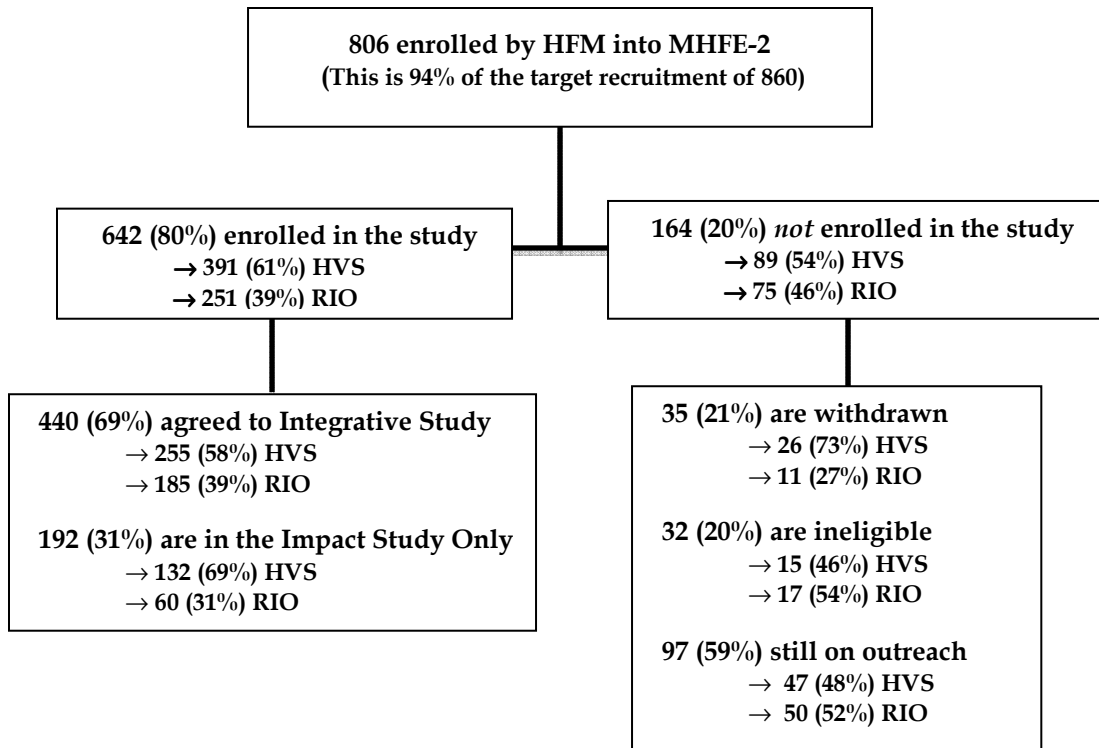 806 enrolled by HFM into MHFE-2
(This is 94% of the target recruitment of 860)
642 (80%) enrolled in the study
→ 391 (61%) HVS
→ 251 (39%) RIO
164 (20%) not enrolled in the study
→ 89 (54%) HVS
→ 75 (46%) RIO
440 (69%) agreed to Integrative Study
→ 255 (58%) HVS
→ 185 (39%) RIO
192 (31%) are in the Impact Study Only
→ 132 (69%) HVS
→ 60 (31%) RIO
35 (21%) are withdrawn
→ 26 (73%) HVS
→ 11 (27%) RIO
32 (20%) are ineligible
→ 15 (46%) HVS
→ 17 (54%) RIO
97 (59%) still on outreach
→ 47 (48%) HVS
→ 50 (52%) RIO